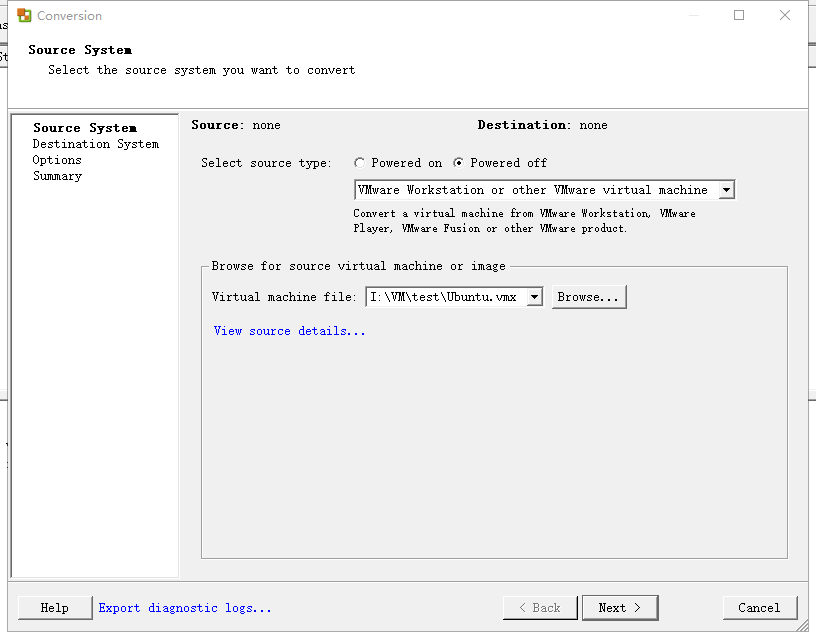 Conversion
Source System
Select the source system you want to convert
Source System
Destination System
Options
Summary
Source: none
Destination: none
Select source type:
Powered on
Powered off
VMware Workstation or other VMware virtual machine
Convert a virtual machine from VMware Workstation, VMware
Player, VMware Fusion or other VMware product.
Browse for source virtual machine or image
Virtual machine file:
I:\VM\test\Ubuntu.vmx
Browse...
View source details...
Help
Export diagnostic logs...
< Back
Next >
Cancel